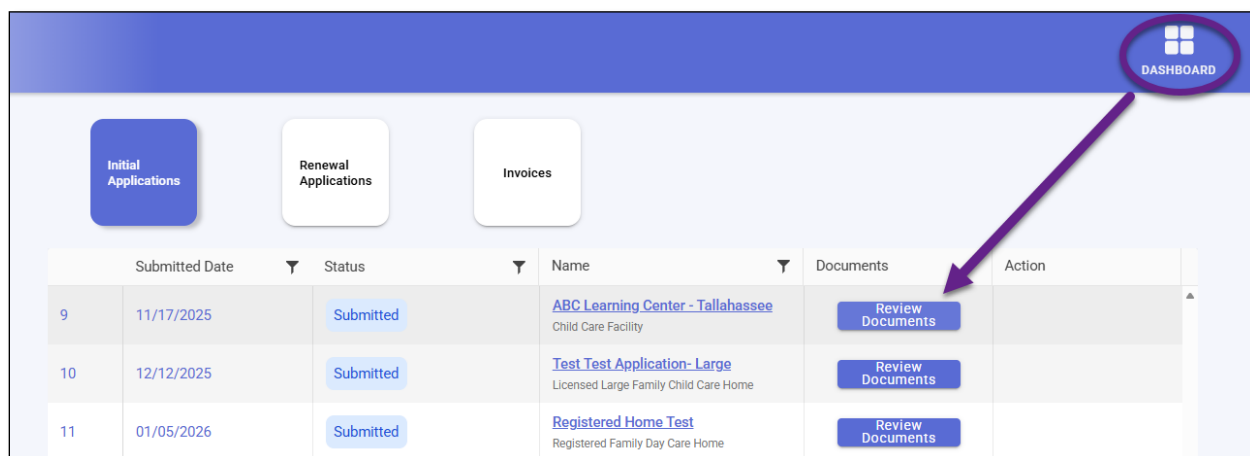 DASHBOARD
Initial
Applications
Renewal
Applications
Invoices
Submitted Date Status Name Documents Action
9 11/17/2025 Submitted ABC Learning Center - Tallahassee Review
Child Care Facility Documents
10 12/12/2025 Submitted Test Test Application- Large Review
Licensed Large Family Child Care Home Documents
11 01/05/2026 Submitted Registered Home Test Review
Registered Family Day Care Home Documents